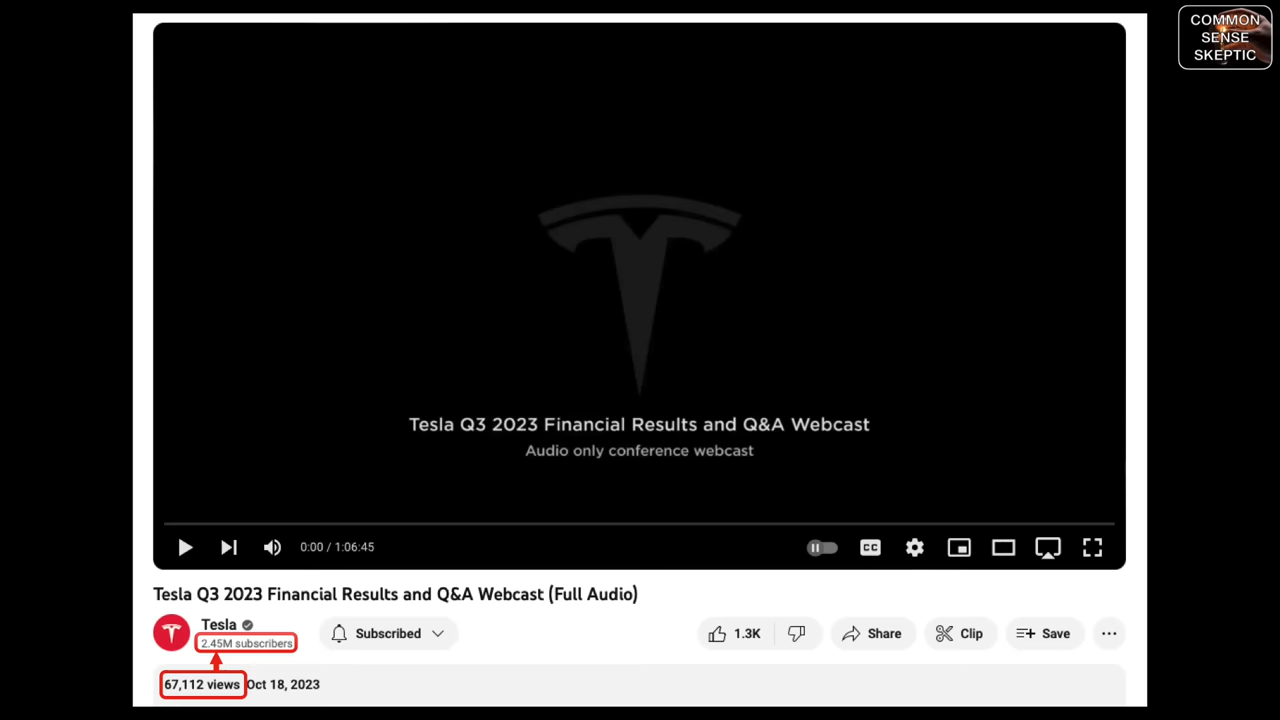 COMMON
SENSE
SKEPTIC
Tesla Q3 2023 Financial Results and Q&A Webcast
Audio only conference webcast
0:00 / 1:06:45
CC
Tesla Q3 2023 Financial Results and Q&A Webcast (Full Audio)
Tesla
2.45M subscribers
Subscribed
1.3K
Share
Clip
Save
67,112 views Oct 18, 2023